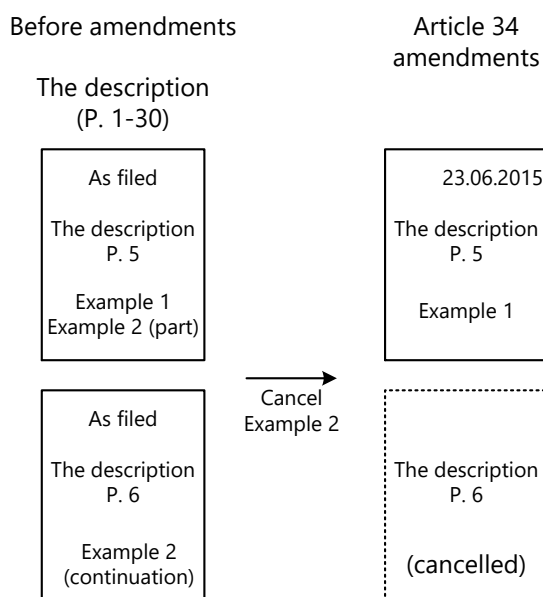 Before amendments
Article 34
amendments
The description
(P. 1-30)
As filed
The description
P. 5
Example 1
Example 2 (part)
23.06.2015
The description
P. 5
Example 1
Cancel
Example 2
As filed
The description
P. 6
Example 2
(continuation)
The description
P. 6
(cancelled)